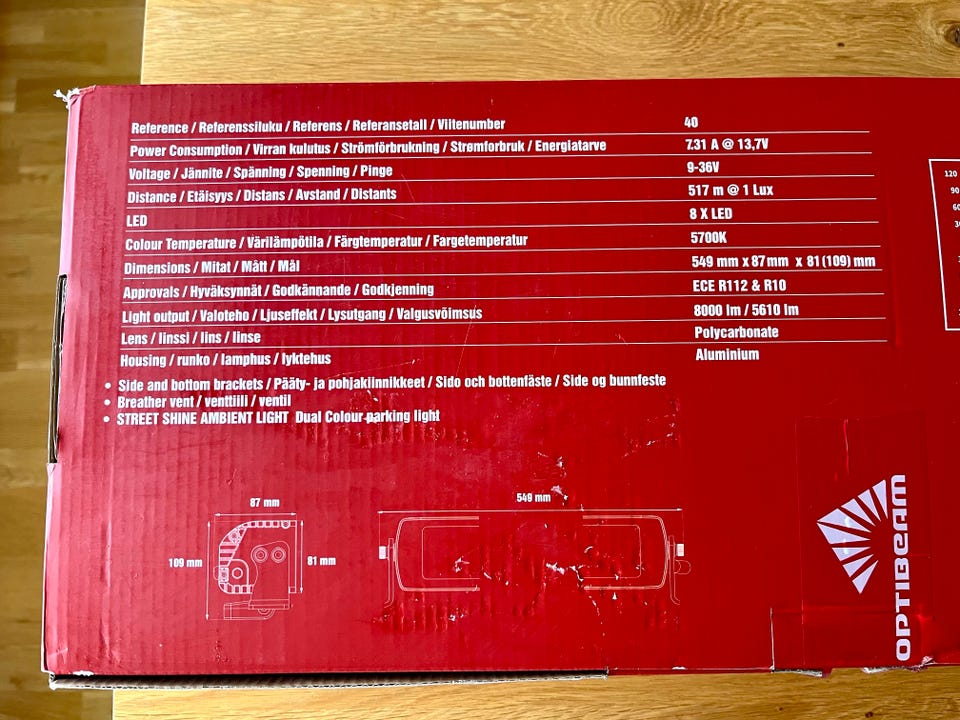 Reference / Referenssiluku / Referens / Referansetall / Viitenumber 40
Power Consumption / Virran kulutus / Strömförbrukning / Strømforbruk / Energiatarve 7.31 A @ 13,7V
Voltage / Jännite / Spänning / Spenning / Pinge 9-36V
Distance / Etäisyys / Distans / Avstand / Distants 517 m @ 1 Lux
LED 8 X LED
Colour Temperature / Värilämpötila / Färgtemperatur / Fargetemperatur 5700K
Dimensions / Mitat / Mått / Mål 549 mm x 87 mm x 81 (109) mm
Approvals / Hyväksynnät / Godkännande / Godkjenning ECE R112 & R10
Light output / Valoteho / Ljuseffekt / Lysutgang / Valgusvõimsus 8000 lm / 5610 lm
Lens / linssi / lins / linse Polycarbonate
Housing / runko / lamphus / lyktehus Aluminium
• Side and bottom brackets / Pääty- ja pohjakiinnikkeet / Sido och bottenfäste / Side og bunnfeste
• Breather vent / venttiili / ventil
• STREET SHINE AMBIENT LIGHT Dual Colour parking light
87 mm
109 mm
81 mm
549 mm
OPTIBEAM
120
90